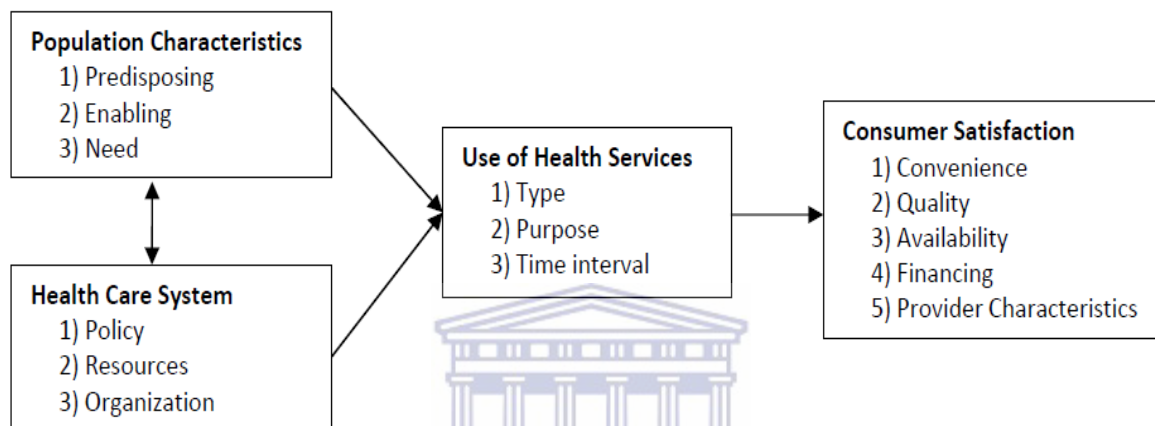 Population Characteristics
1) Predisposing
2) Enabling
3) Need
Health Care System
1) Policy
2) Resources
3) Organization
Use of Health Services
1) Type
2) Purpose
3) Time interval
Consumer Satisfaction
1) Convenience
2) Quality
3) Availability
4) Financing
5) Provider Characteristics